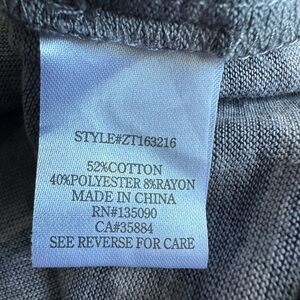 STYLE#ZT163216
52%COTTON
40%POLYESTER 8%RAYON
MADE IN CHINA
RN#135090
CA#35884
SEE REVERSE FOR CARE